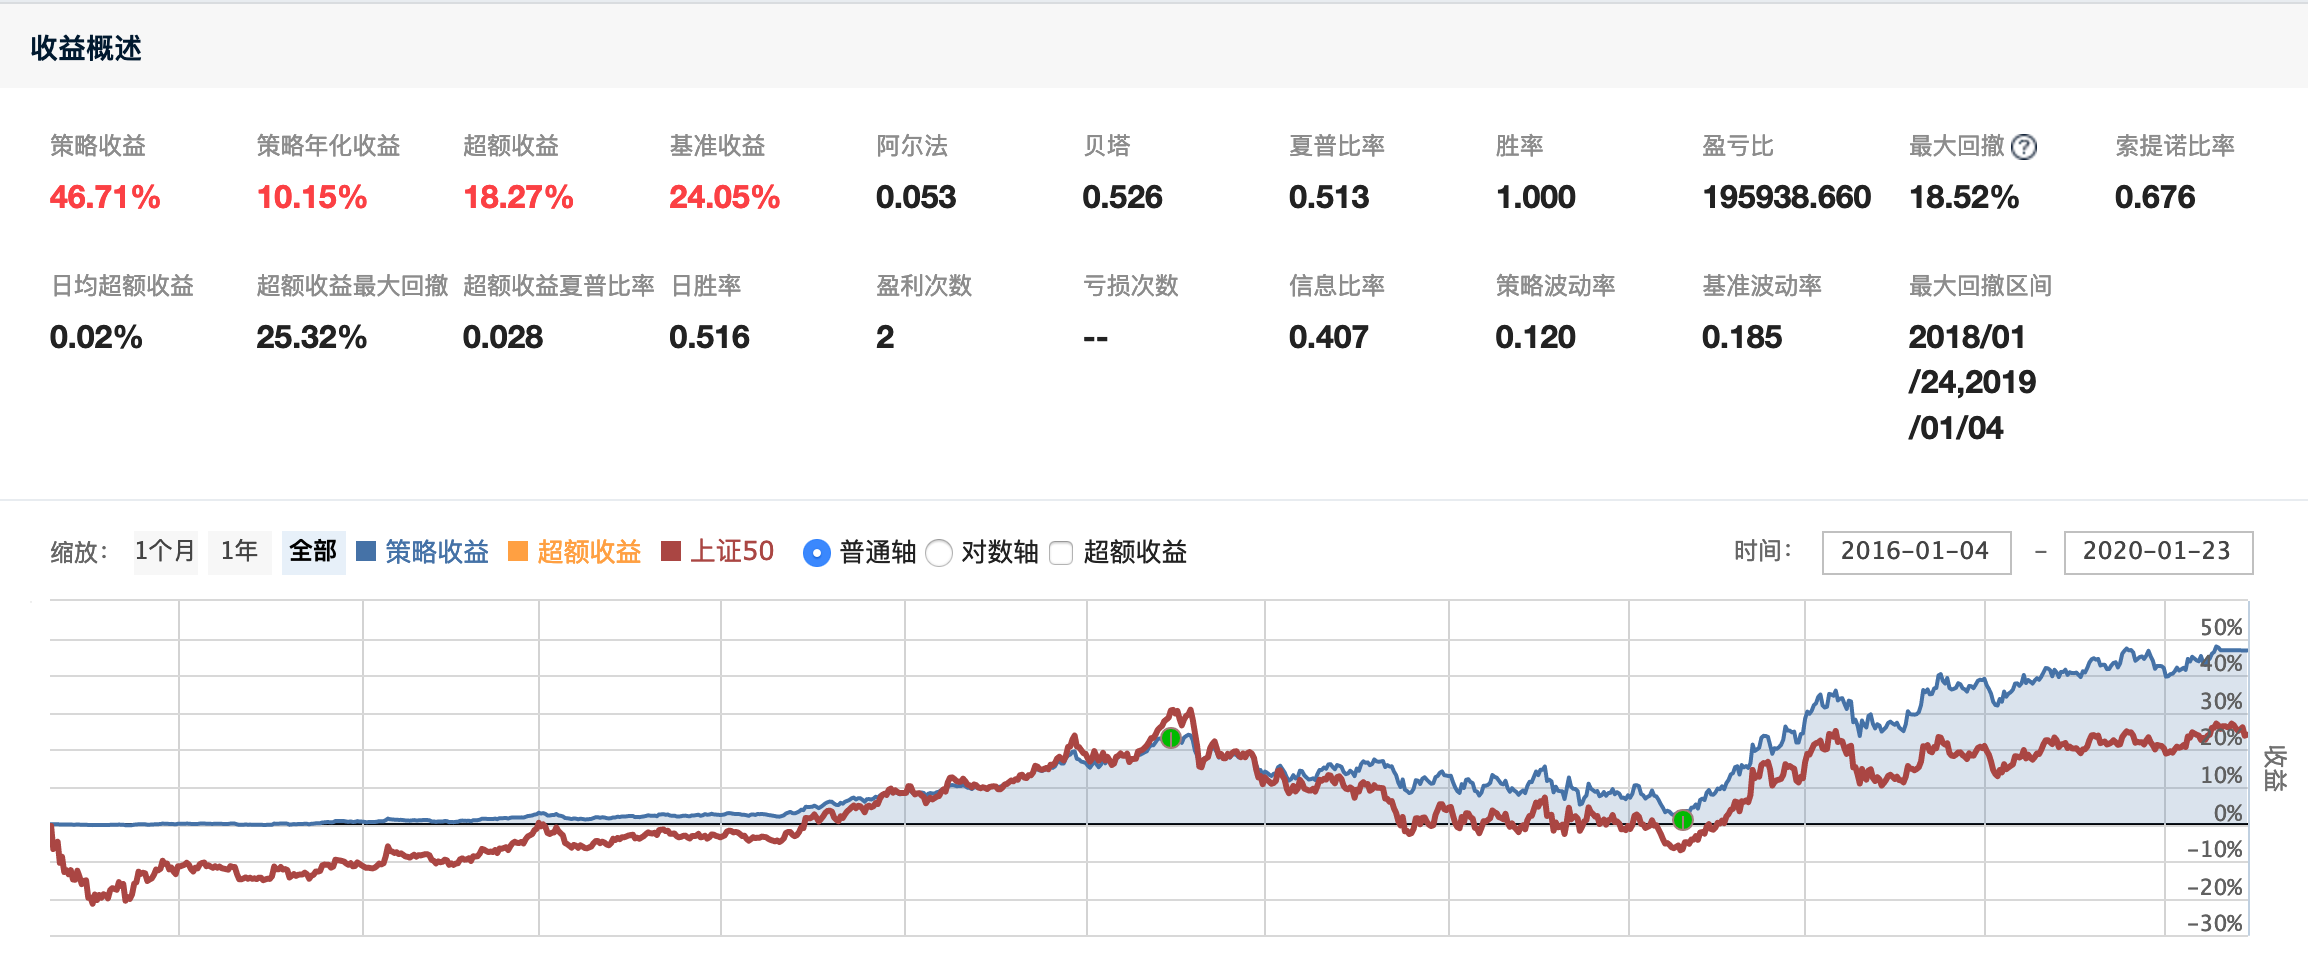 收益概述
策略收益 策略年化收益 超额收益 基准收益 阿尔法 贝塔 夏普比率 胜率 盈亏比 最大回撤 ? 索提诺比率
46.71% 10.15% 18.27% 24.05% 0.053 0.526 0.513 1.000 195938.660 18.52% 0.676
日均超额收益 超额收益最大回撤 超额收益夏普比率 日胜率 盈利次数 亏损次数 信息比率 策略波动率 基准波动率 最大回撤区间
0.02% 25.32% 0.028 0.516 2 -- 0.407 0.120 0.185 2018/01
/24,2019
/01/04
缩放： 1个月 1年 全部 策略收益 超额收益 上证50 普通轴 对数轴 超额收益 时间： 2016-01-04 - 2020-01-23
50%
40%
30%
20%
10%
0%
-10%
-20%
-30%
收益